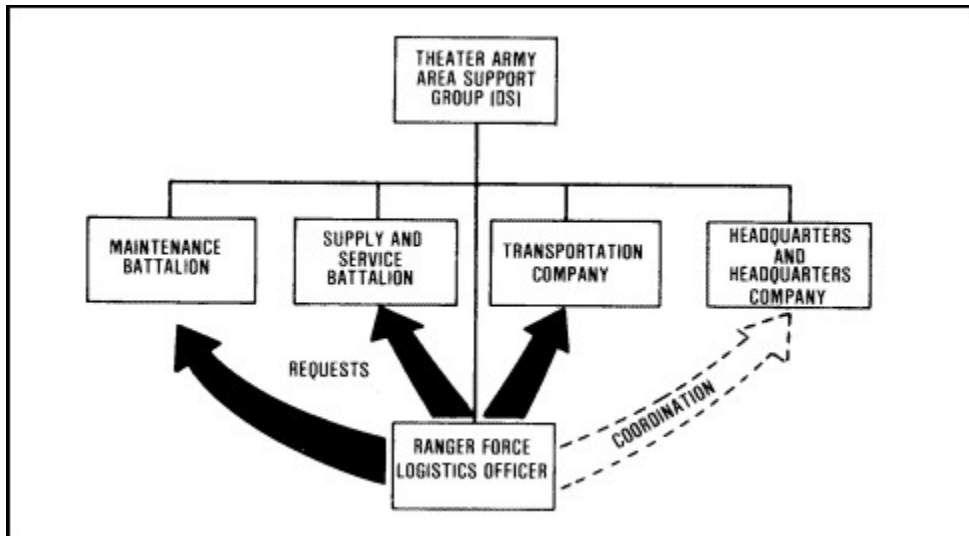 THEATER ARMY
AREA SUPPORT
GROUP (DS)
MAINTENANCE
BATTALION
SUPPLY AND
SERVICE
BATTALION
TRANSPORTATION
COMPANY
HEADQUARTERS
AND
HEADQUARTERS
COMPANY
REQUESTS
COORDINATION
RANGER FORCE
LOGISTICS OFFICER